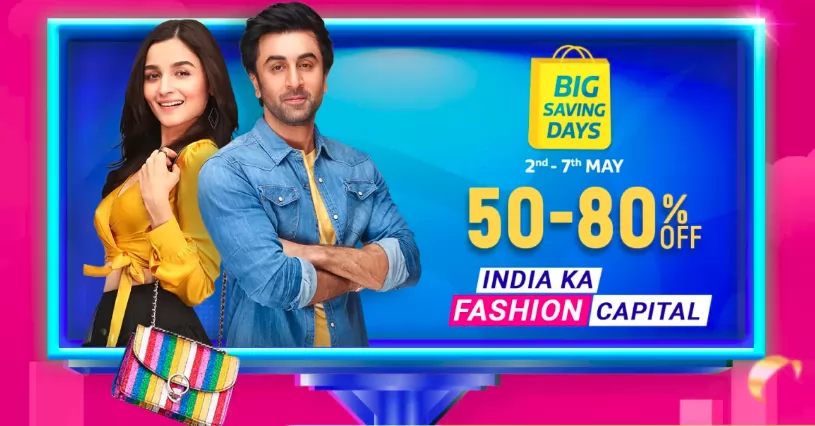 BIG
SAVING
DAYS
2nd - 7th MAY
50-80% OFF
INDIA KA
FASHION CAPITAL